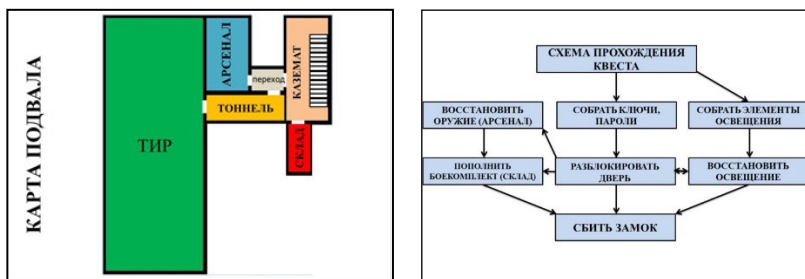 КАРТА ПОДВАЛА
ТИР
АРСЕНАЛ
переход
КАЗЕМАТ
ТОННЕЛЬ
СКЛАД
СХЕМА ПРОХОЖДЕНИЯ
КВЕСТА
ВОССТАНОВИТЬ
ОРУЖИЕ (АРСЕНАЛ)
СОБРАТЬ КЛЮЧИ,
ПАРОЛИ
СОБРАТЬ ЭЛЕМЕНТЫ
ОСВЕЩЕНИЯ
ПОПОЛНИТЬ
БОЕКОМПЛЕКТ (СКЛАД)
РАЗБЛОКИРОВАТЬ
ДВЕРЬ
ВОССТАНОВИТЬ
ОСВЕЩЕНИЕ
СБИТЬ ЗАМОК